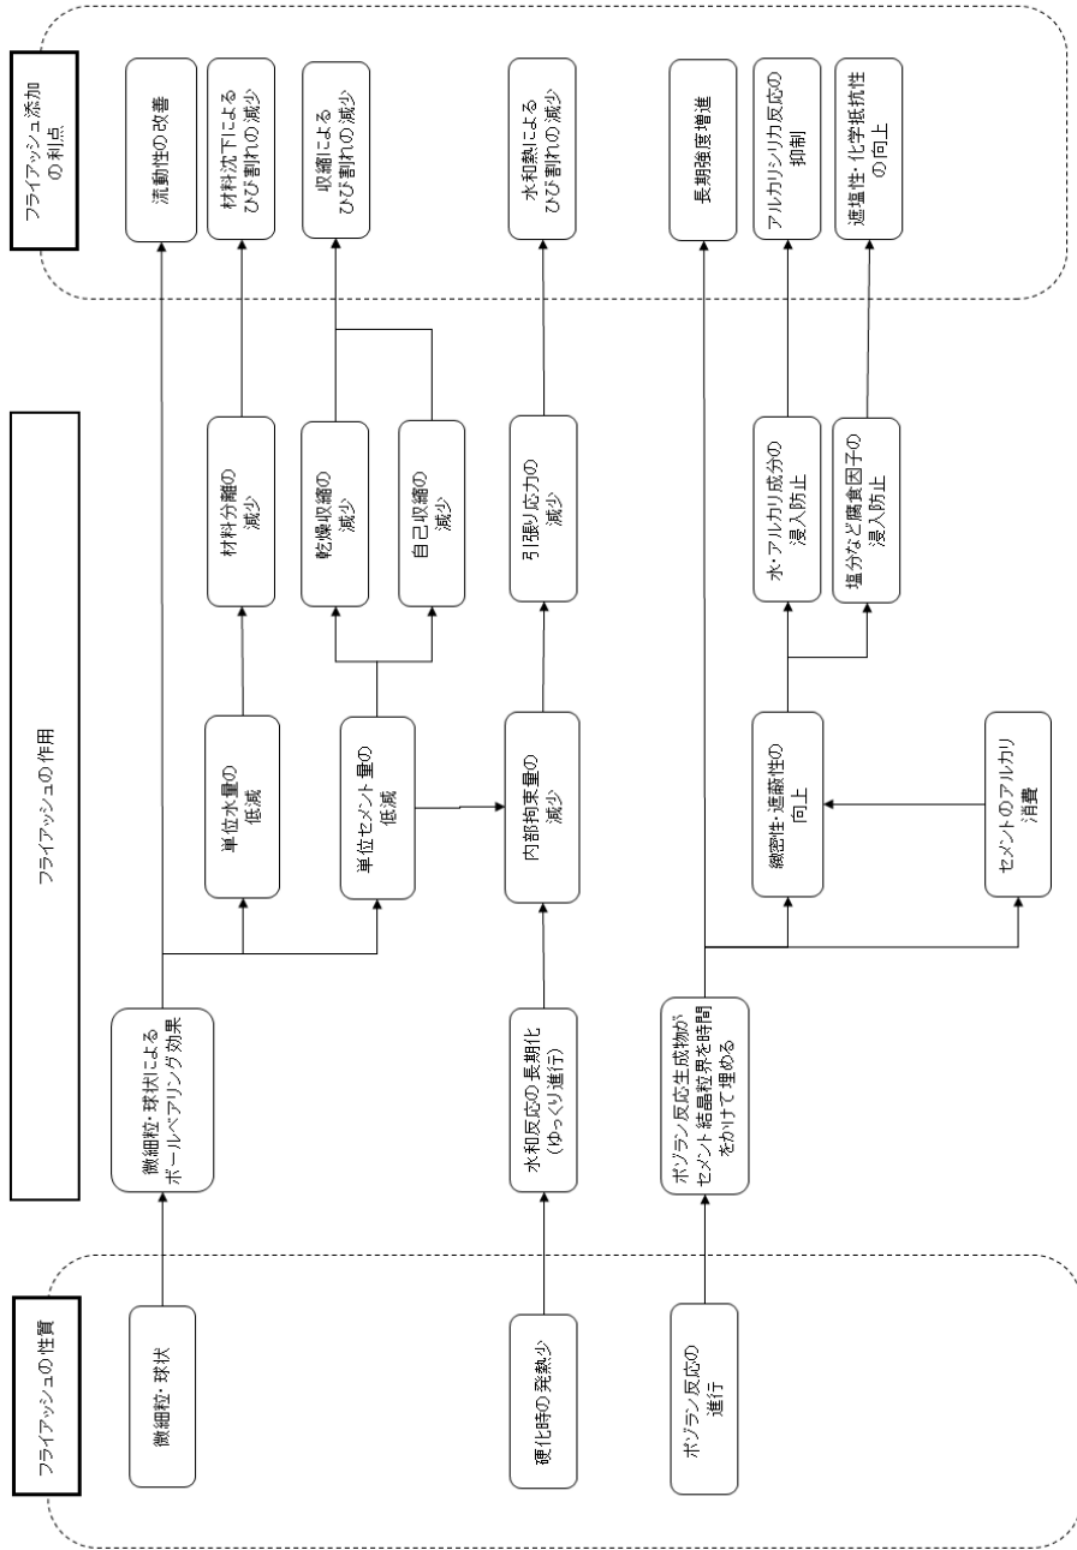 フライアッシュの性質
フライアッシュの作用
フライアッシュ添加
の利点
微細粒・球状
微細粒・球状による
ボールベアリング効果
流動性の改善
単位水量の
低減
材料分離の
減少
材料沈下による
ひび割れの減少
単位セメント量の
低減
乾燥収縮の
減少
収縮による
ひび割れの減少
自己収縮の
減少
硬化時の発熱少
水和反応の長期化
(ゆっくり進行)
内部拘束量の
減少
引張り応力の
減少
水和熱による
ひび割れの減少
ポゾラン反応の
進行
ポゾラン反応生成物が
セメント結晶粒界を時間
をかけて埋める
長期強度増進
緻密性・遮蔽性の
向上
水・アルカリ成分の
浸入防止
アルカリシリカ反応の
抑制
塩分など腐食因子の
浸入防止
遮塩性・化学抵抗性
の向上
セメントのアルカリ
消費